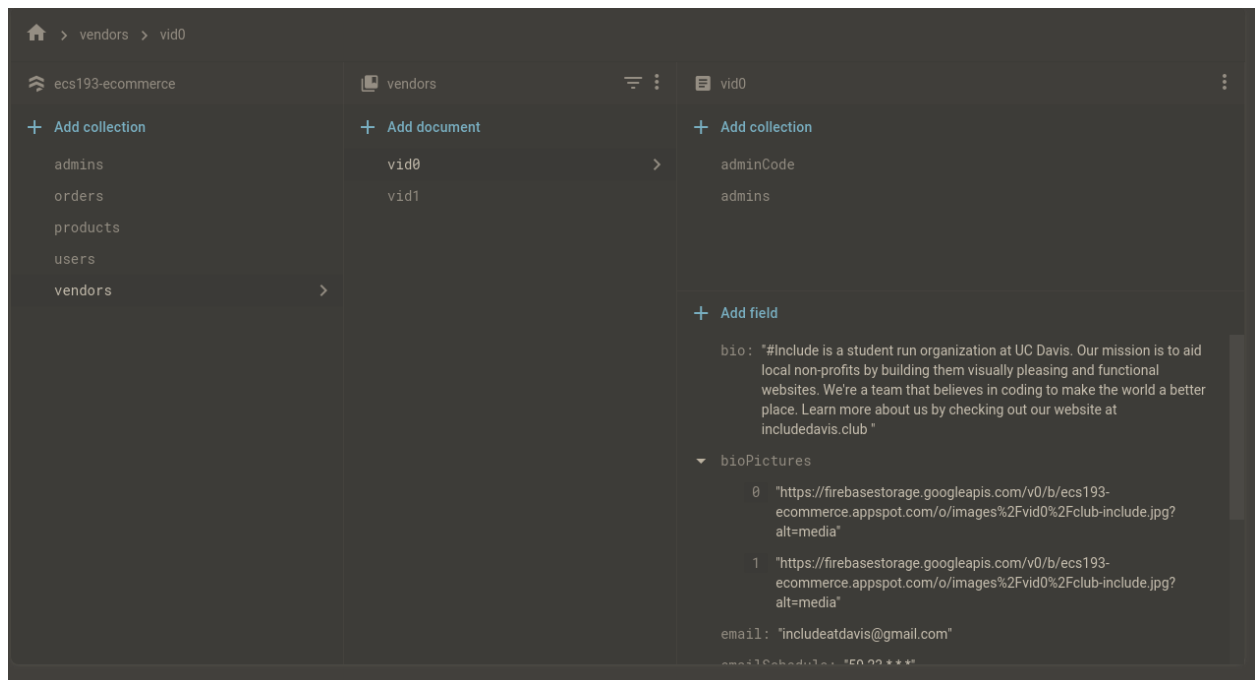 vendors > vid0
ecs193-ecommerce
Add collection
admins
orders
products
users
vendors
vendors
Add document
vid0
vid1
vid0
Add collection
adminCode
admins
Add field
bio: "#Include is a student run organization at UC Davis. Our mission is to aid
local non-profits by building them visually pleasing and functional
websites. We're a team that believes in coding to make the world a better
place. Learn more about us by checking out our website at
includedavis.club "
bioPictures
0 "https://firebasestorage.googleapis.com/v0/b/ecs193-
ecommerce.appspot.com/o/images%2Fvid0%2Fclub-include.jpg?
alt=media"
1 "https://firebasestorage.googleapis.com/v0/b/ecs193-
ecommerce.appspot.com/o/images%2Fvid0%2Fclub-include.jpg?
alt=media"
email: "includeatdavis@gmail.com"
emailSchedule: